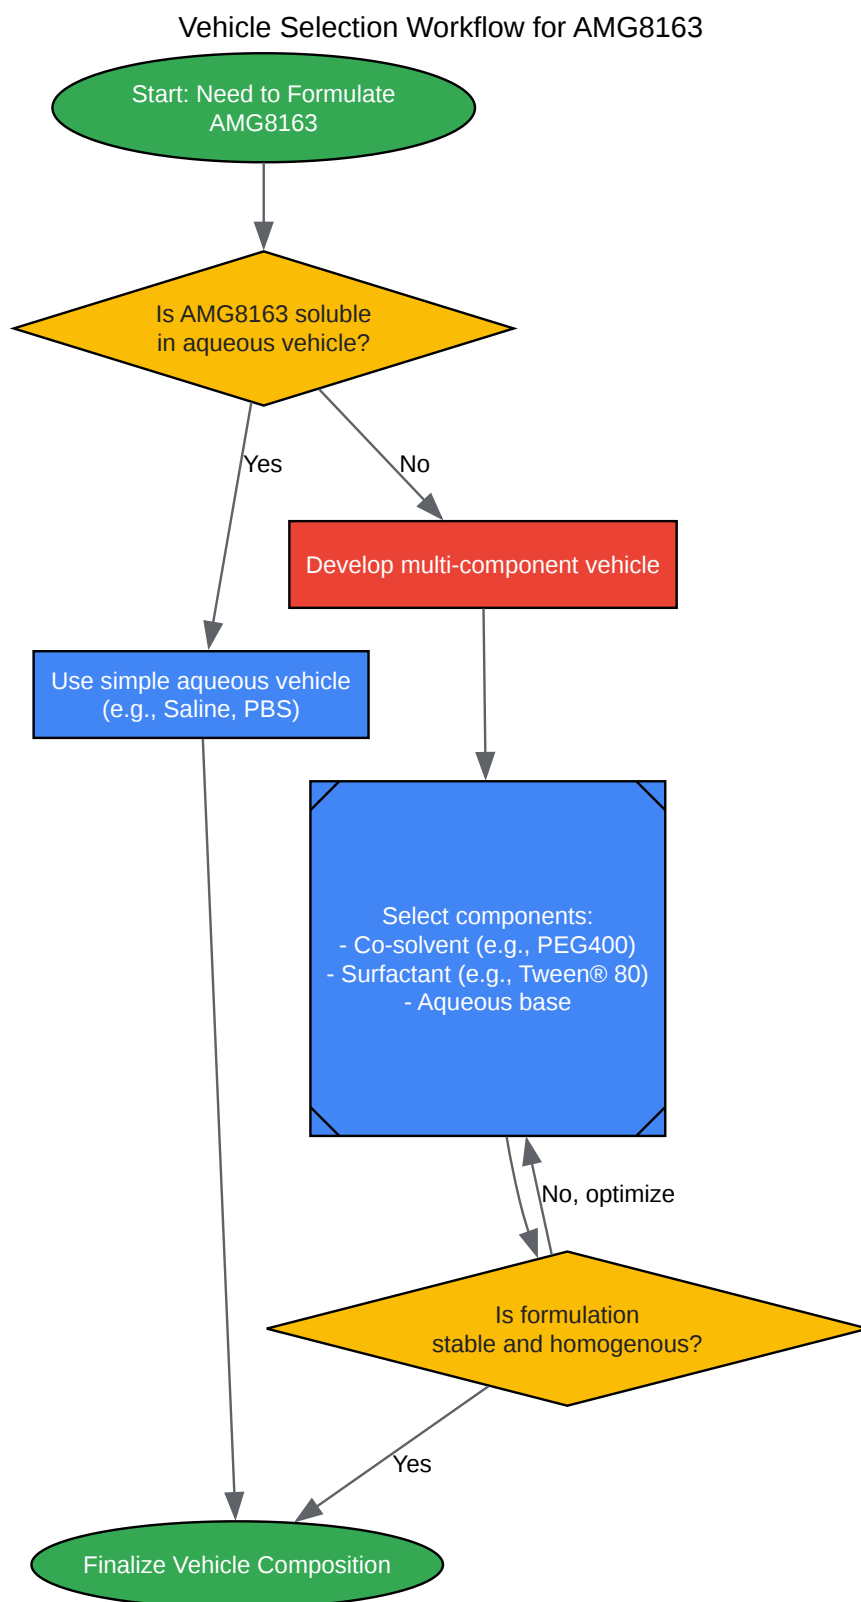 Vehicle Selection Workflow for AMG8163
Start: Need to Formulate
AMG8163
Is AMG8163 soluble
in aqueous vehicle?
Yes
No
Develop multi-component vehicle
Use simple aqueous vehicle
(e.g., Saline, PBS)
Select components:
- Co-solvent (e.g., PEG400)
- Surfactant (e.g., Tween® 80)
- Aqueous base
No, optimize
Is formulation
stable and homogenous?
Yes
Finalize Vehicle Composition